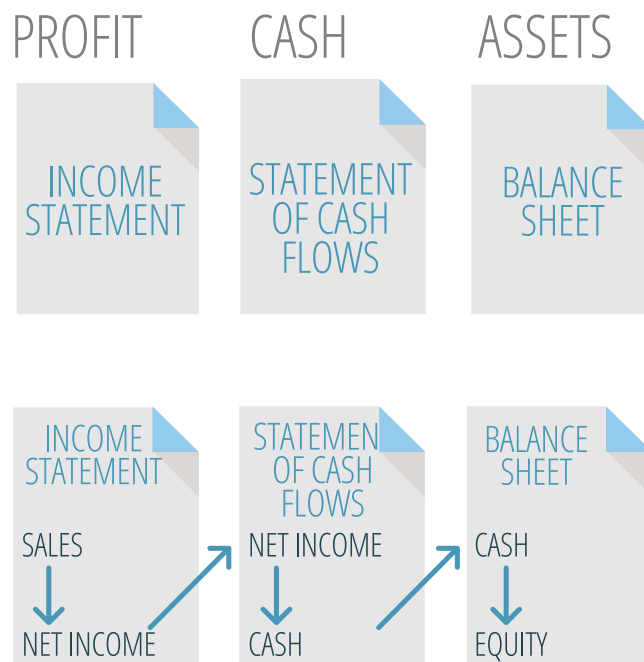 PROFIT
CASH
ASSETS
INCOME
STATEMENT
STATEMENT
OF CASH
FLOWS
BALANCE
SHEET
INCOME
STATEMENT
SALES
NET INCOME
STATEMEN
OF CASH
FLOWS
NET INCOME
CASH
BALANCE
SHEET
CASH
EQUITY